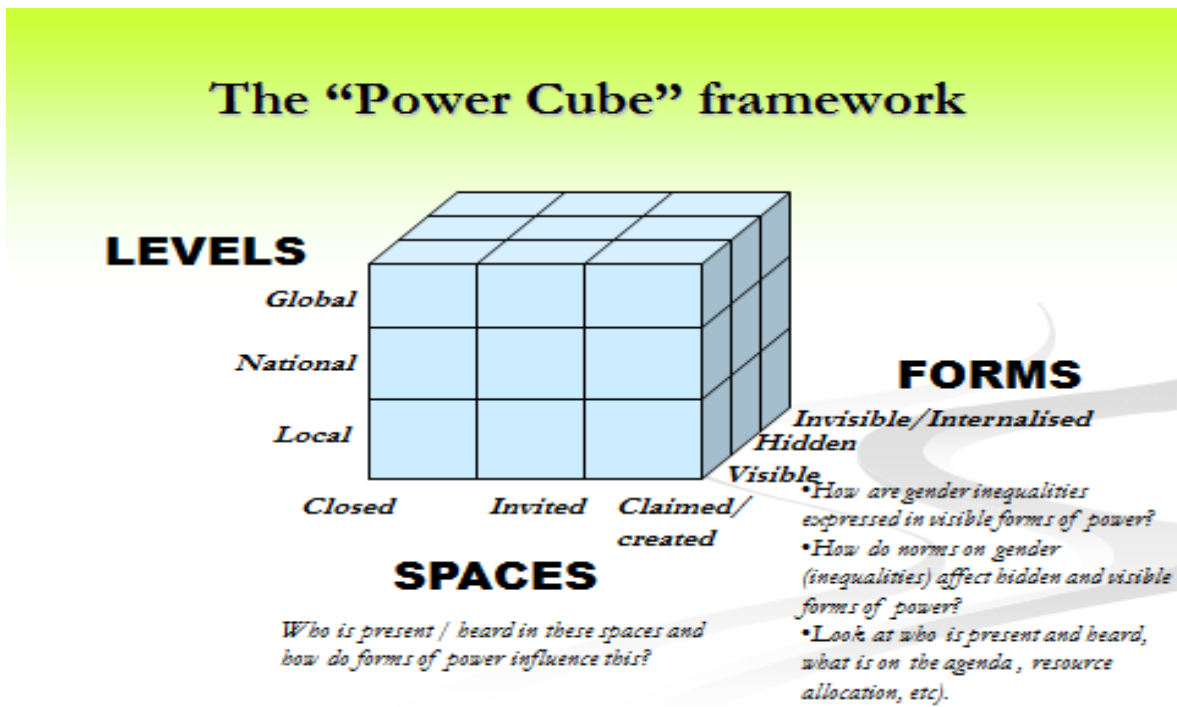 The “Power Cube” framework
LEVELS
Global
National
Local
Closed
Invited
Claimed/
created
SPACES
Who is present / heard in these spaces and
how do forms of power influence this?
FORMS
Invisible/Internalised
Hidden
Visible
•How are gender inequalities
expressed in visible forms of power?
•How do norms on gender
(inequalities) affect hidden and visible
forms of power?
•Look at who is present and heard,
what is on the agenda , resource
allocation, etc).